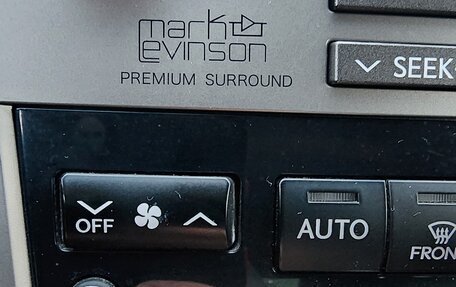 mark
Levinson
PREMIUM SURROUND
SEEK
OFF
AUTO
FRON